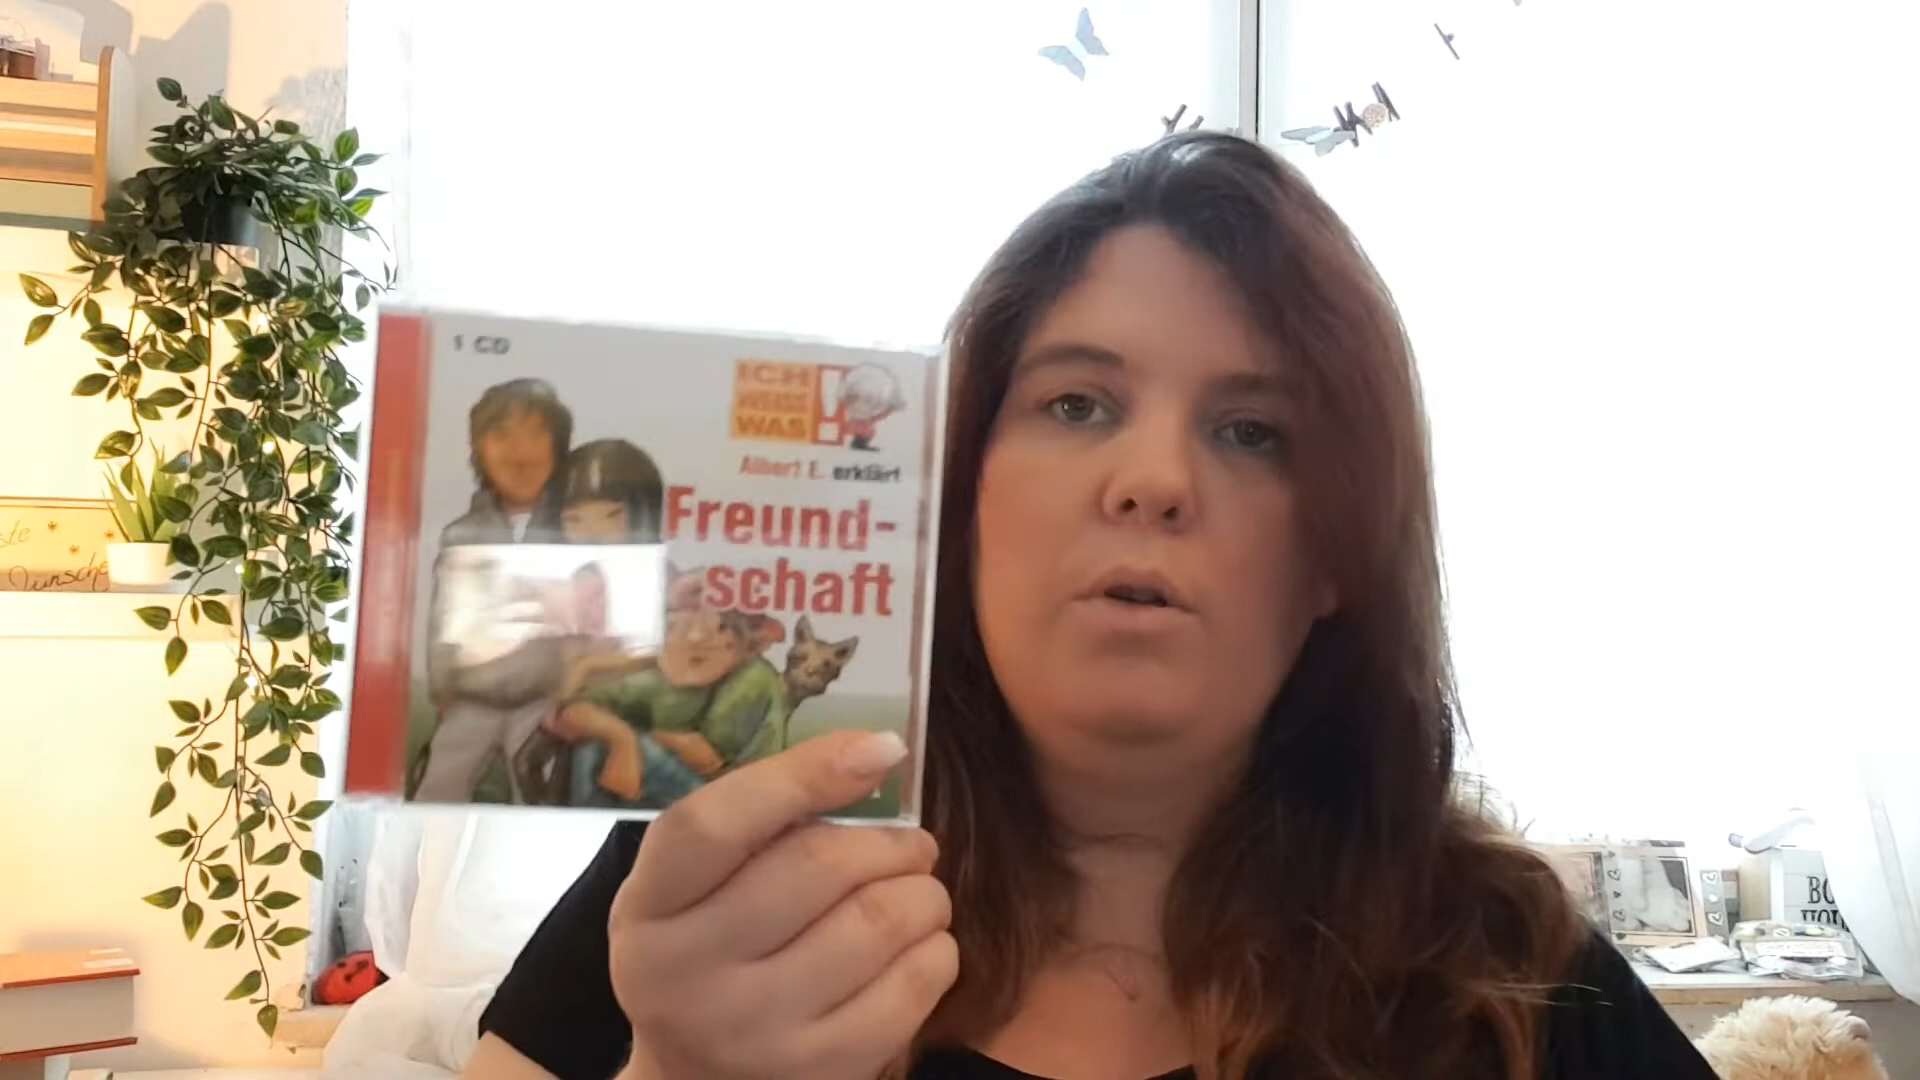 1 CD
ICH
WEISS
WAS!
Albert E. erklärt
Freund-
schaft